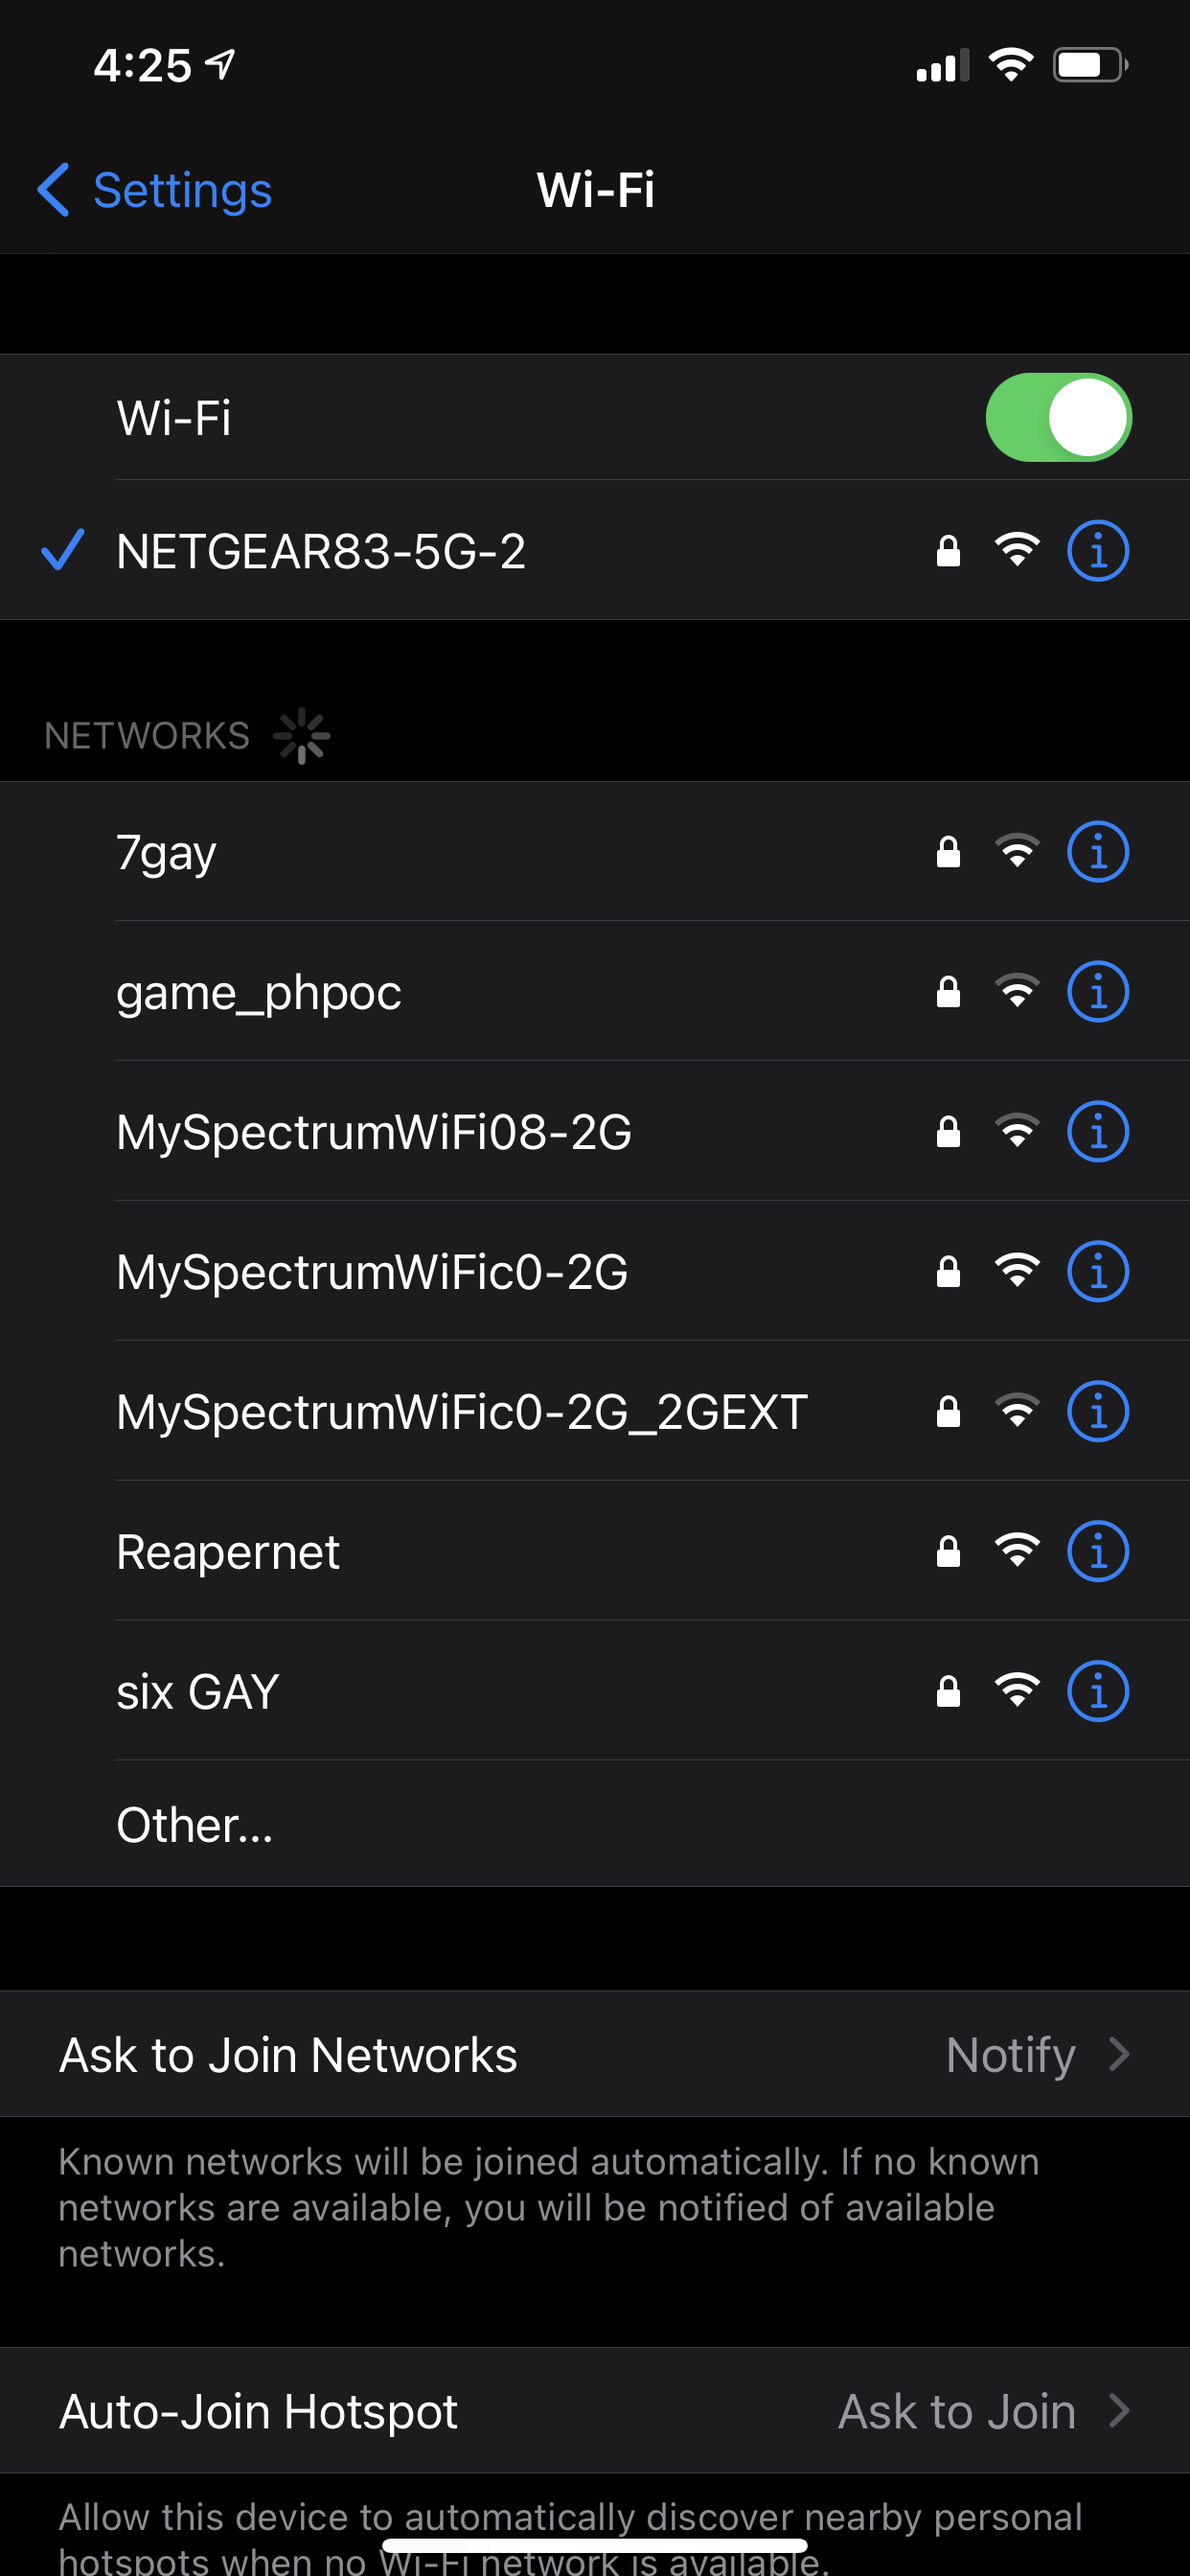 4:25
Settings
Wi-Fi
Wi-Fi
NETGEAR83-5G-2
NETWORKS
7gay
game_phpoc
MySpectrumWiFi08-2G
MySpectrumWiFic0-2G
MySpectrumWiFic0-2G_2GEXT
Reapernet
six GAY
Other...
Ask to Join Networks Notify
Known networks will be joined automatically. If no known
networks are available, you will be notified of available
networks.
Auto-Join Hotspot Ask to Join
Allow this device to automatically discover nearby personal
hotspots when no Wi-Fi network is available.